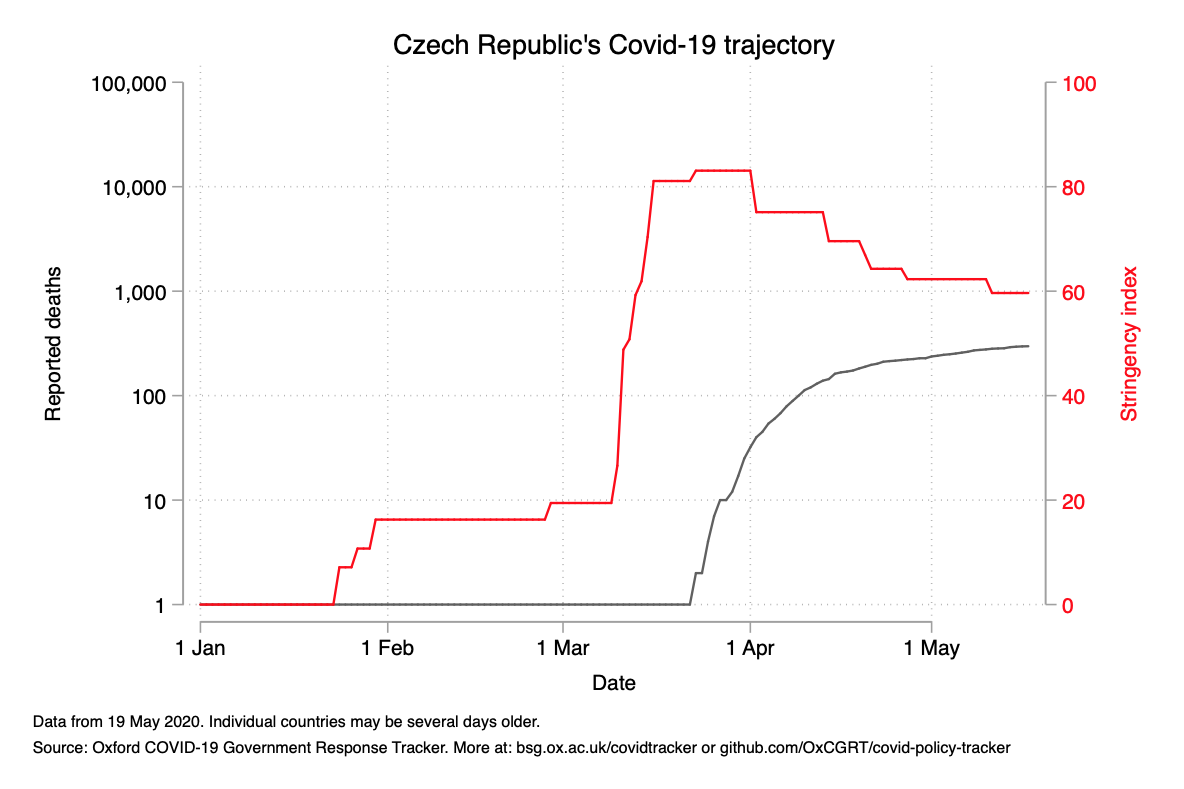 Czech Republic's Covid-19 trajectory
100,000
10,000
1,000
100
10
1
Reported deaths
100
80
60
40
20
0
Stringency index
1 Jan
1 Feb
1 Mar
1 Apr
1 May
Date
Data from 19 May 2020. Individual countries may be several days older.
Source: Oxford COVID-19 Government Response Tracker. More at: bsg.ox.ac.uk/covidtracker or github.com/OxCGRT/covid-policy-tracker